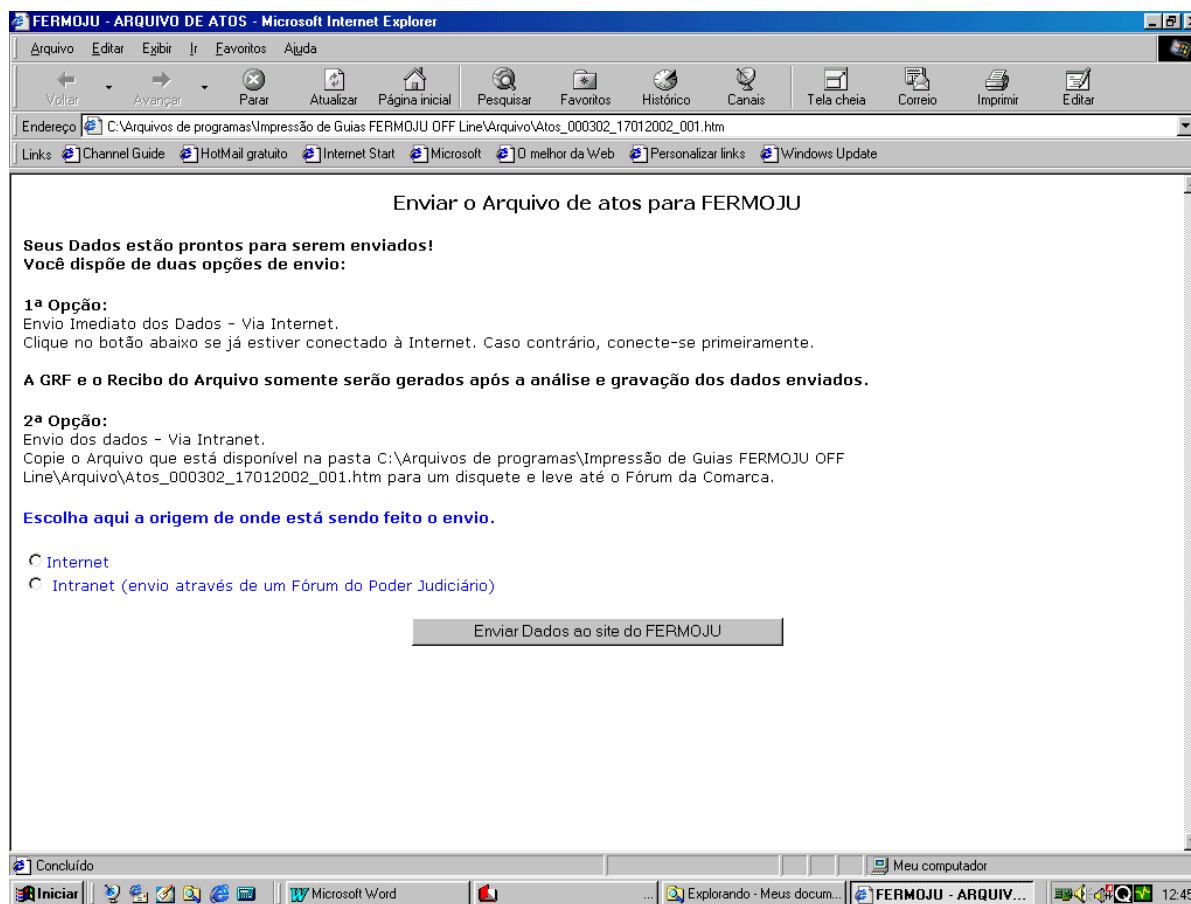 FERMOJU - ARQUIVO DE ATOS - Microsoft Internet Explorer
Arquivo Editar Exibir Ir Favoritos Ajuda
Voltar Avançar Parar Atualizar Página inicial Pesquisar Favoritos Histórico Canais Tela cheia Correio Imprimir Editar
Endereço C:\Arquivos de programas\Impressão de Guias FERMOJU OFF Line\Arquivo\Atos_000302_17012002_001.htm
Links Channel Guide HotMail gratuito Internet Start Microsoft O melhor da Web Personalizar links Windows Update
Enviar o Arquivo de atos para FERMOJU
Seus Dados estão prontos para serem enviados!
Você dispõe de duas opções de envio:
1ª Opção:
Envio Imediato dos Dados - Via Internet.
Clique no botão abaixo se já estiver conectado à Internet. Caso contrário, conecte-se primeiramente.
A GRF e o Recibo do Arquivo somente serão gerados após a análise e gravação dos dados enviados.
2ª Opção:
Envio dos dados - Via Intranet.
Copie o Arquivo que está disponível na pasta C:\Arquivos de programas\Impressão de Guias FERMOJU OFF
Line\Arquivo\Atos_000302_17012002_001.htm para um disquete e leve até o Fórum da Comarca.
Escolha aqui a origem de onde está sendo feito o envio.
Internet
Intranet (envio através de um Fórum do Poder Judiciário)
Enviar Dados ao site do FERMOJU
Concluído Meu computador
Iniciar Microsoft Word ... Explorando - Meus docum... FERMOJU - ARQUIV... 12:45